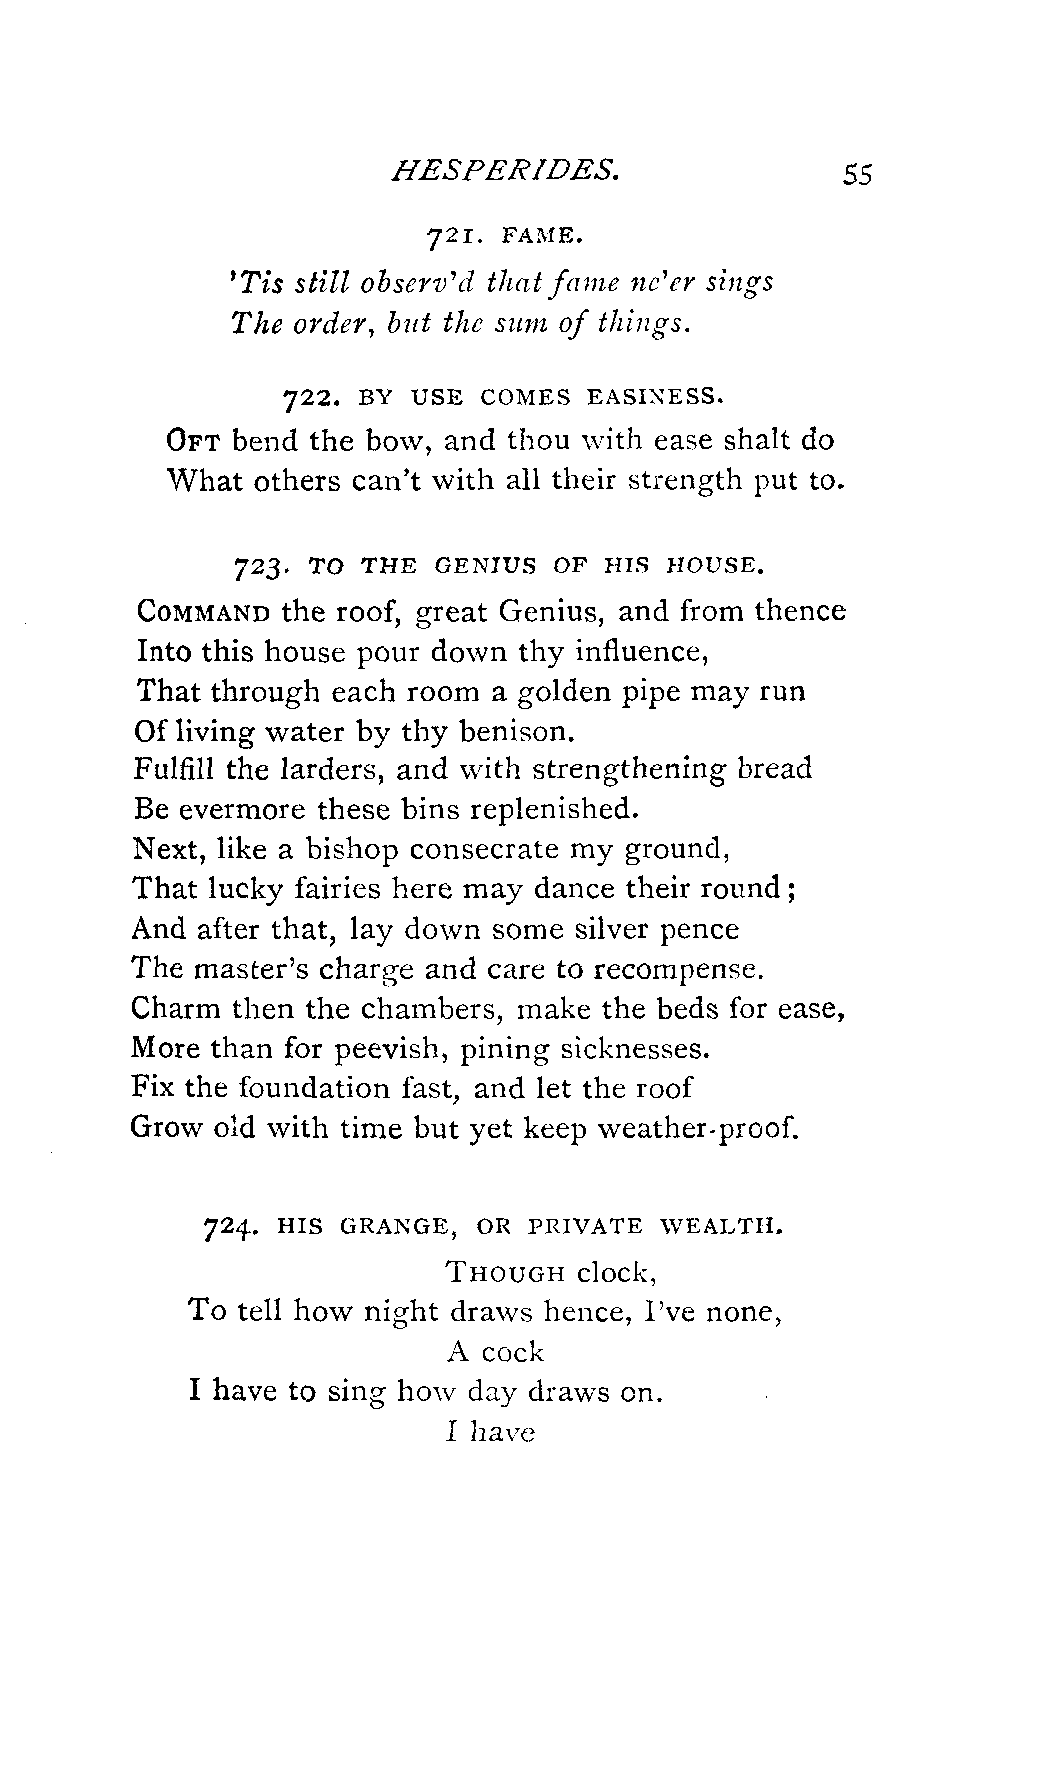 HESPERIDES. 55
721. FAME.
'Tis still observ'd that fame ne'er sings
The order, but the sum of things.
722. BY USE COMES EASINESS.
OFT bend the bow, and thou with ease shalt do
What others can't with all their strength put to.
723. TO THE GENIUS OF HIS HOUSE.
COMMAND the roof, great Genius, and from thence
Into this house pour down thy influence,
That through each room a golden pipe may run
Of living water by thy benison.
Fulfill the larders, and with strengthening bread
Be evermore these bins replenished.
Next, like a bishop consecrate my ground,
That lucky fairies here may dance their round;
And after that, lay down some silver pence
The master's charge and care to recompense.
Charm then the chambers, make the beds for ease,
More than for peevish, pining sicknesses.
Fix the foundation fast, and let the roof
Grow old with time but yet keep weather-proof.
724. HIS GRANGE, OR PRIVATE WEALTH.
THOUGH clock,
To tell how night draws hence, I've none,
A cock
I have to sing how day draws on.
I have